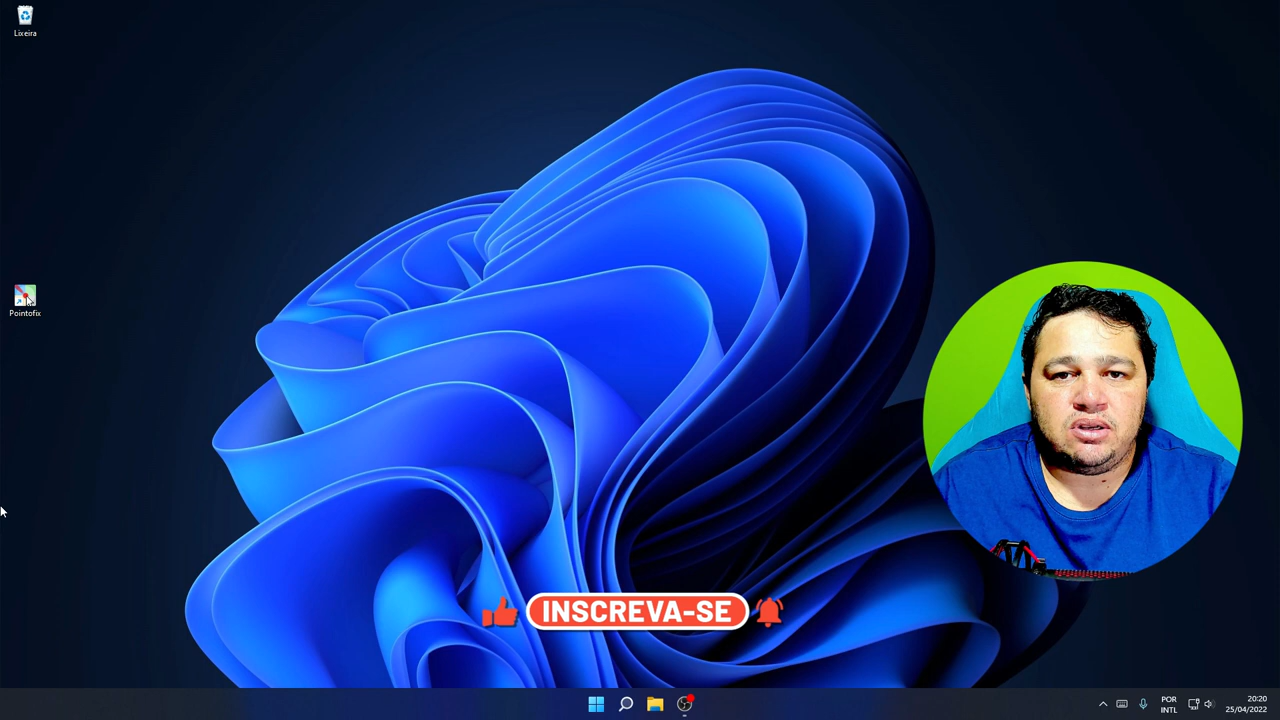 Lixeira
Pointofix
INSCREVA-SE
POR
INTL
20:20
25/04/2022